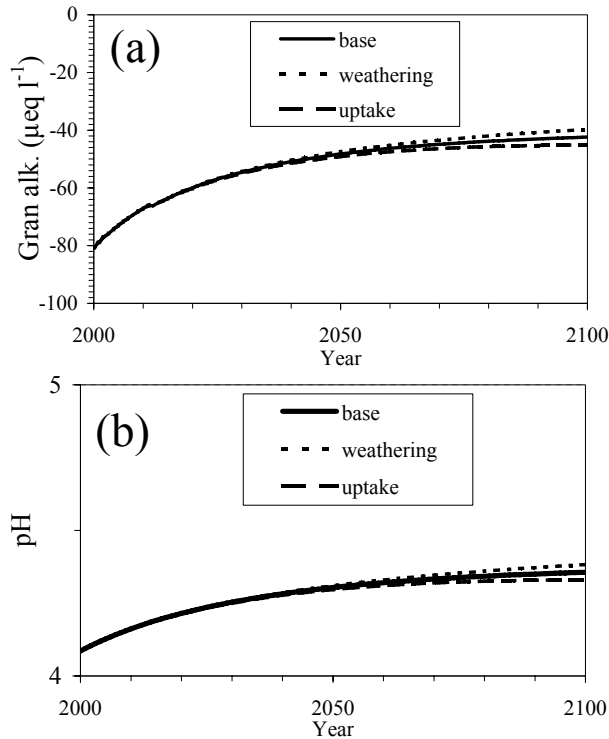 (a)
base
weathering
uptake
Gran alk. (µeq l⁻¹)
0
-20
-40
-60
-80
-100
2000
2050
2100
Year
(b)
base
weathering
uptake
pH
5
4
2000
2050
2100
Year